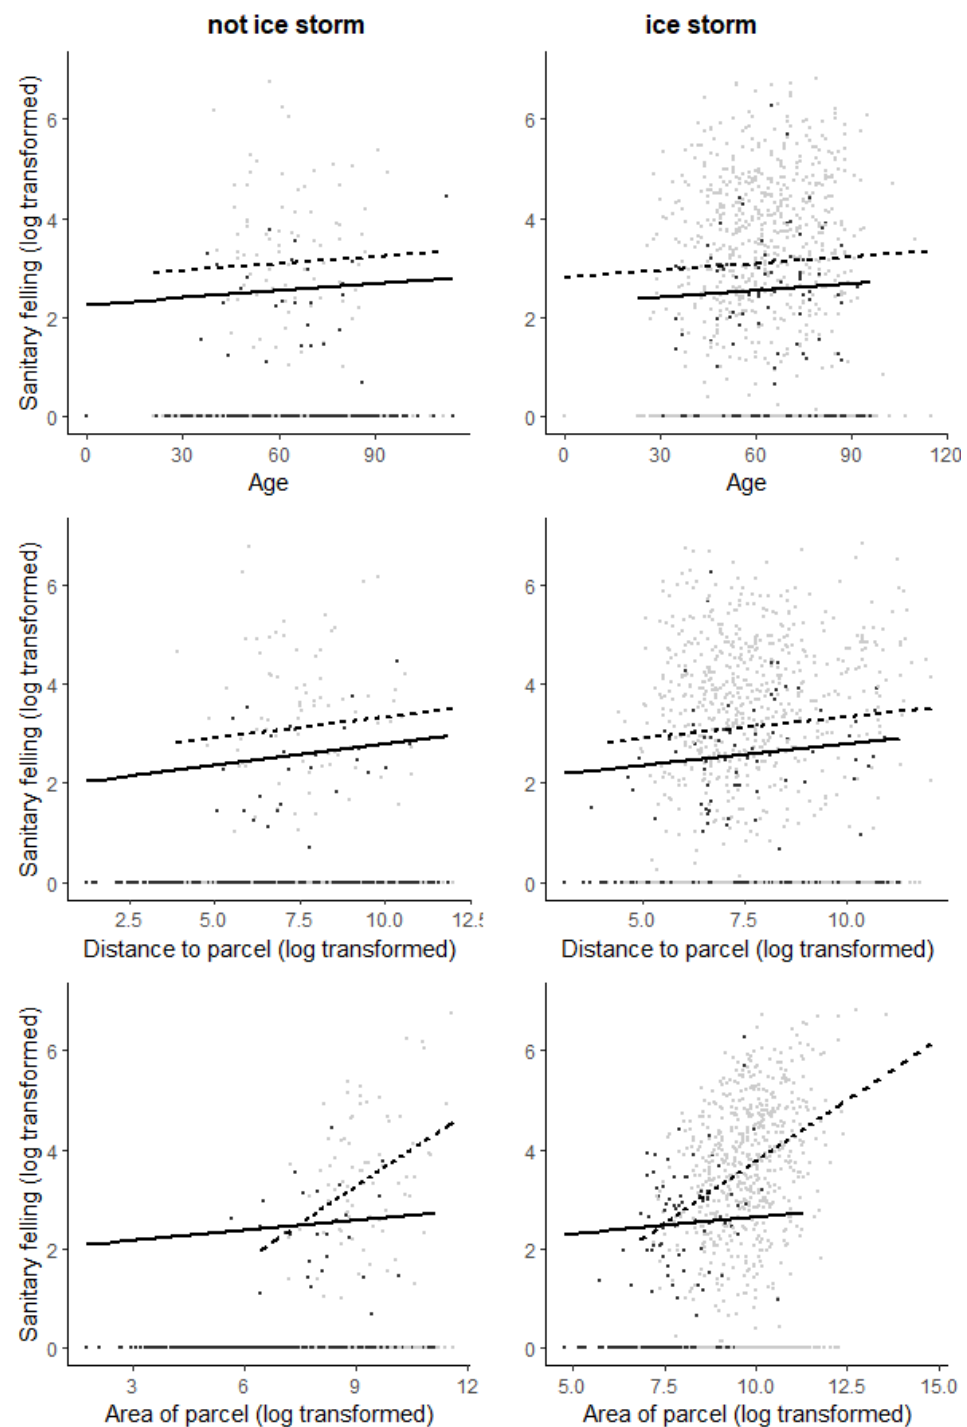 not ice storm
ice storm
Sanitary felling (log transformed)
6
4
2
0
0 30 60 90
Age
6
4
2
0
0 30 60 90 120
Age
Sanitary felling (log transformed)
6
4
2
0
2.5 5.0 7.5 10.0 12.5
Distance to parcel (log transformed)
6
4
2
0
5.0 7.5 10.0
Distance to parcel (log transformed)
Sanitary felling (log transformed)
6
4
2
0
3 6 9 12
Area of parcel (log transformed)
6
4
2
0
5.0 7.5 10.0 12.5 15.0
Area of parcel (log transformed)